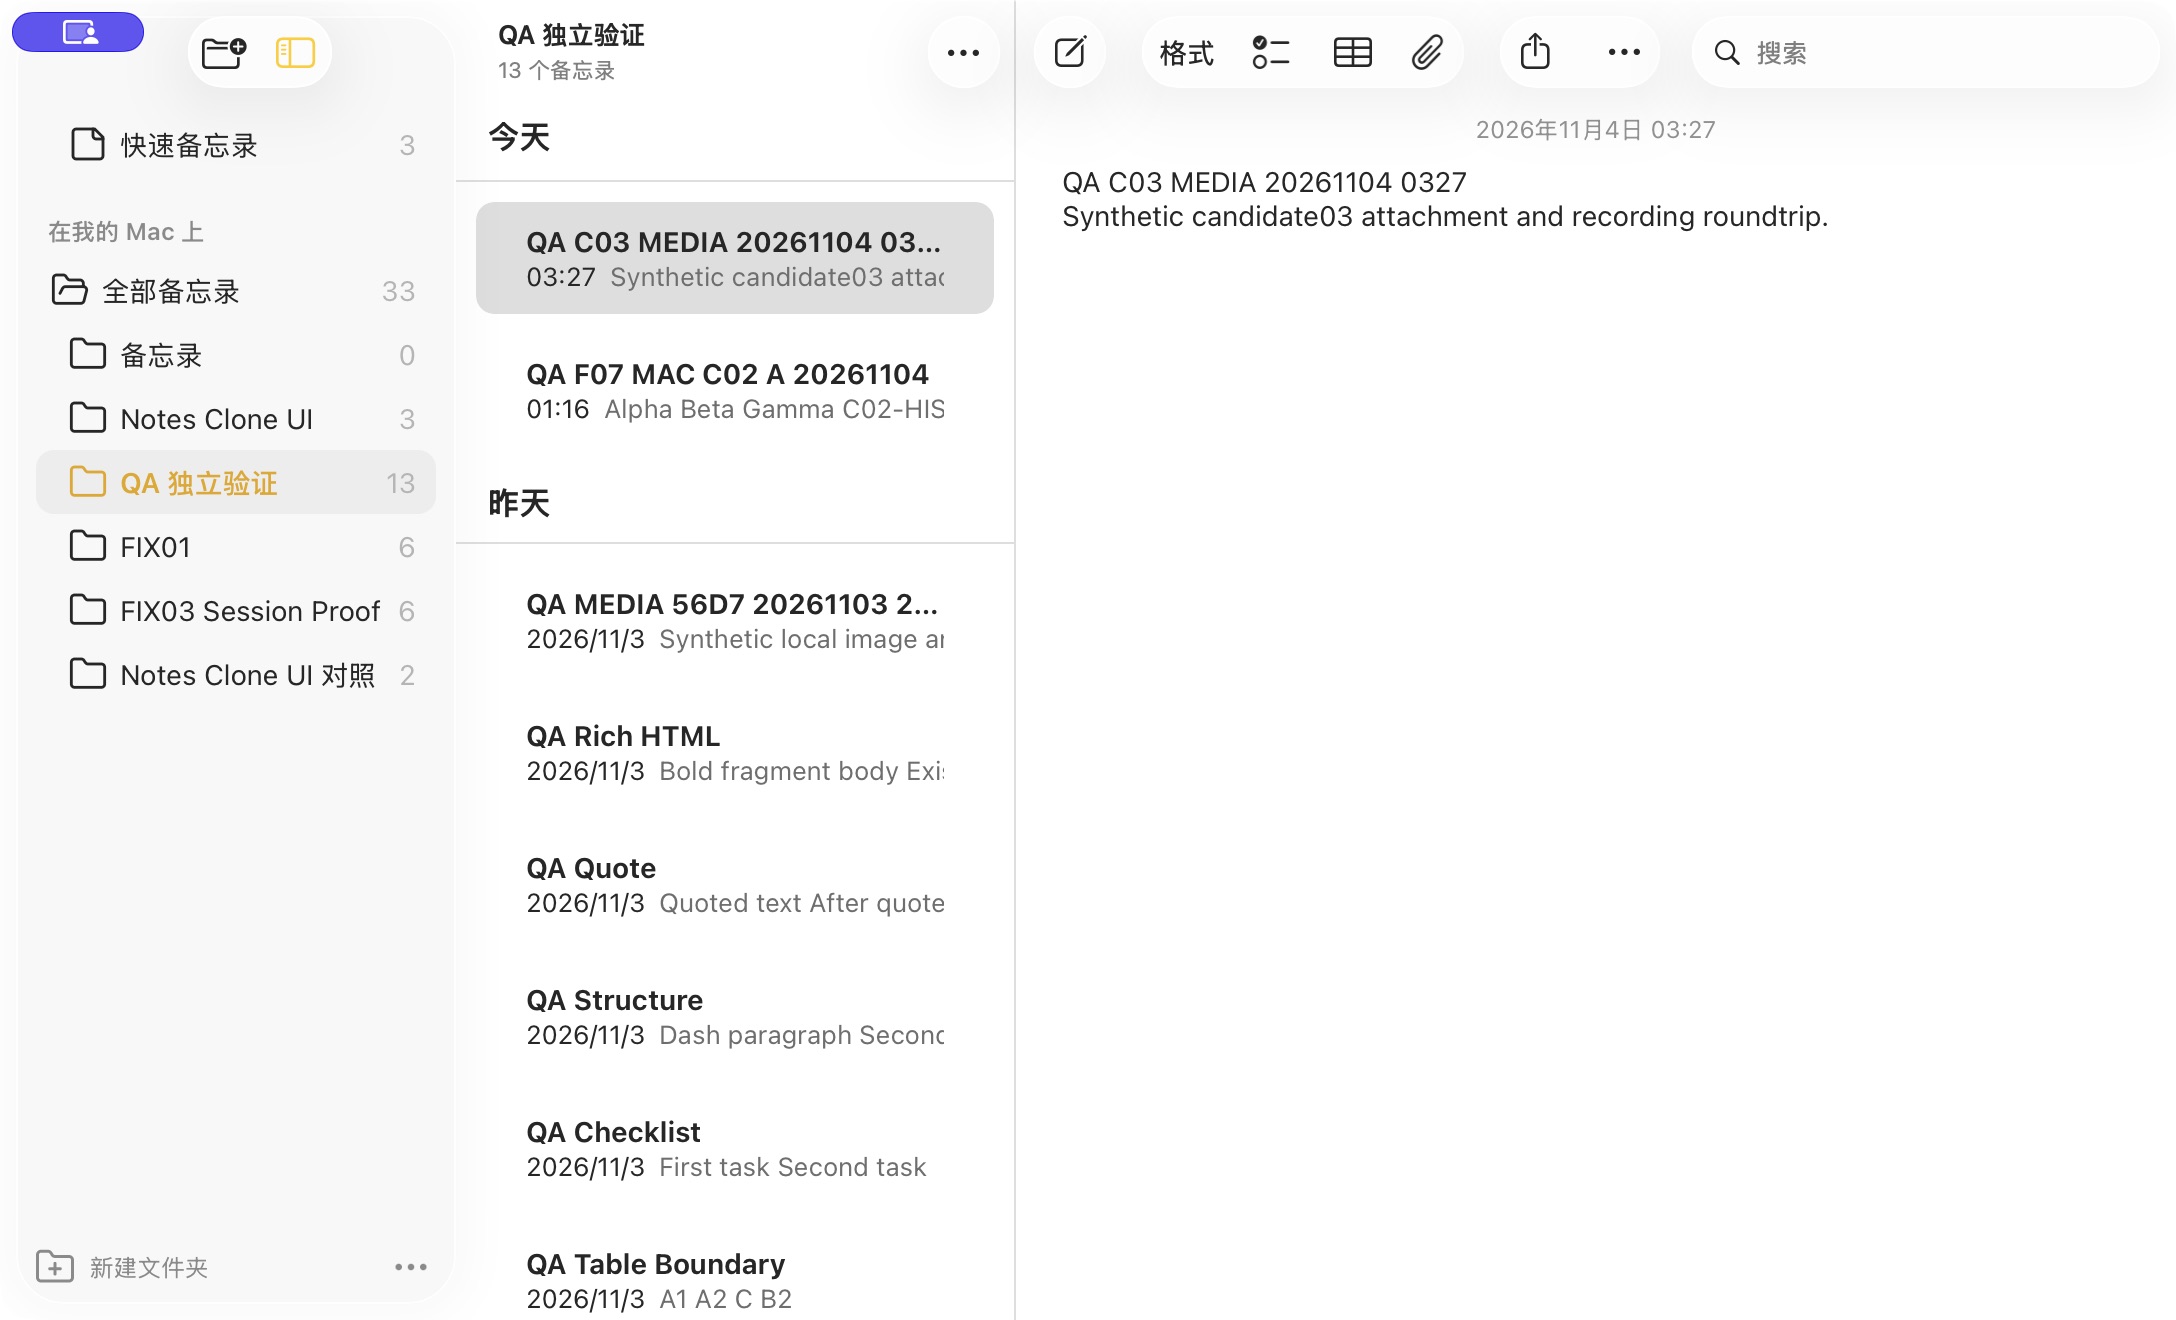 快速备忘录 3
在我的 Mac 上
全部备忘录 33
备忘录 0
Notes Clone UI 3
QA 独立验证 13
FIX01 6
FIX03 Session Proof 6
Notes Clone UI 对照 2
新建文件夹
QA 独立验证
13 个备忘录
今天
QA C03 MEDIA 20261104 03...
03:27 Synthetic candidate03 attac
QA F07 MAC C02 A 20261104
01:16 Alpha Beta Gamma C02-HIS
昨天
QA MEDIA 56D7 20261103 2...
2026/11/3 Synthetic local image ar
QA Rich HTML
2026/11/3 Bold fragment body Exis
QA Quote
2026/11/3 Quoted text After quote
QA Structure
2026/11/3 Dash paragraph Second
QA Checklist
2026/11/3 First task Second task
QA Table Boundary
2026/11/3 A1 A2 C B2
格式
搜索
2026年11月4日 03:27
QA C03 MEDIA 20261104 0327
Synthetic candidate03 attachment and recording roundtrip.